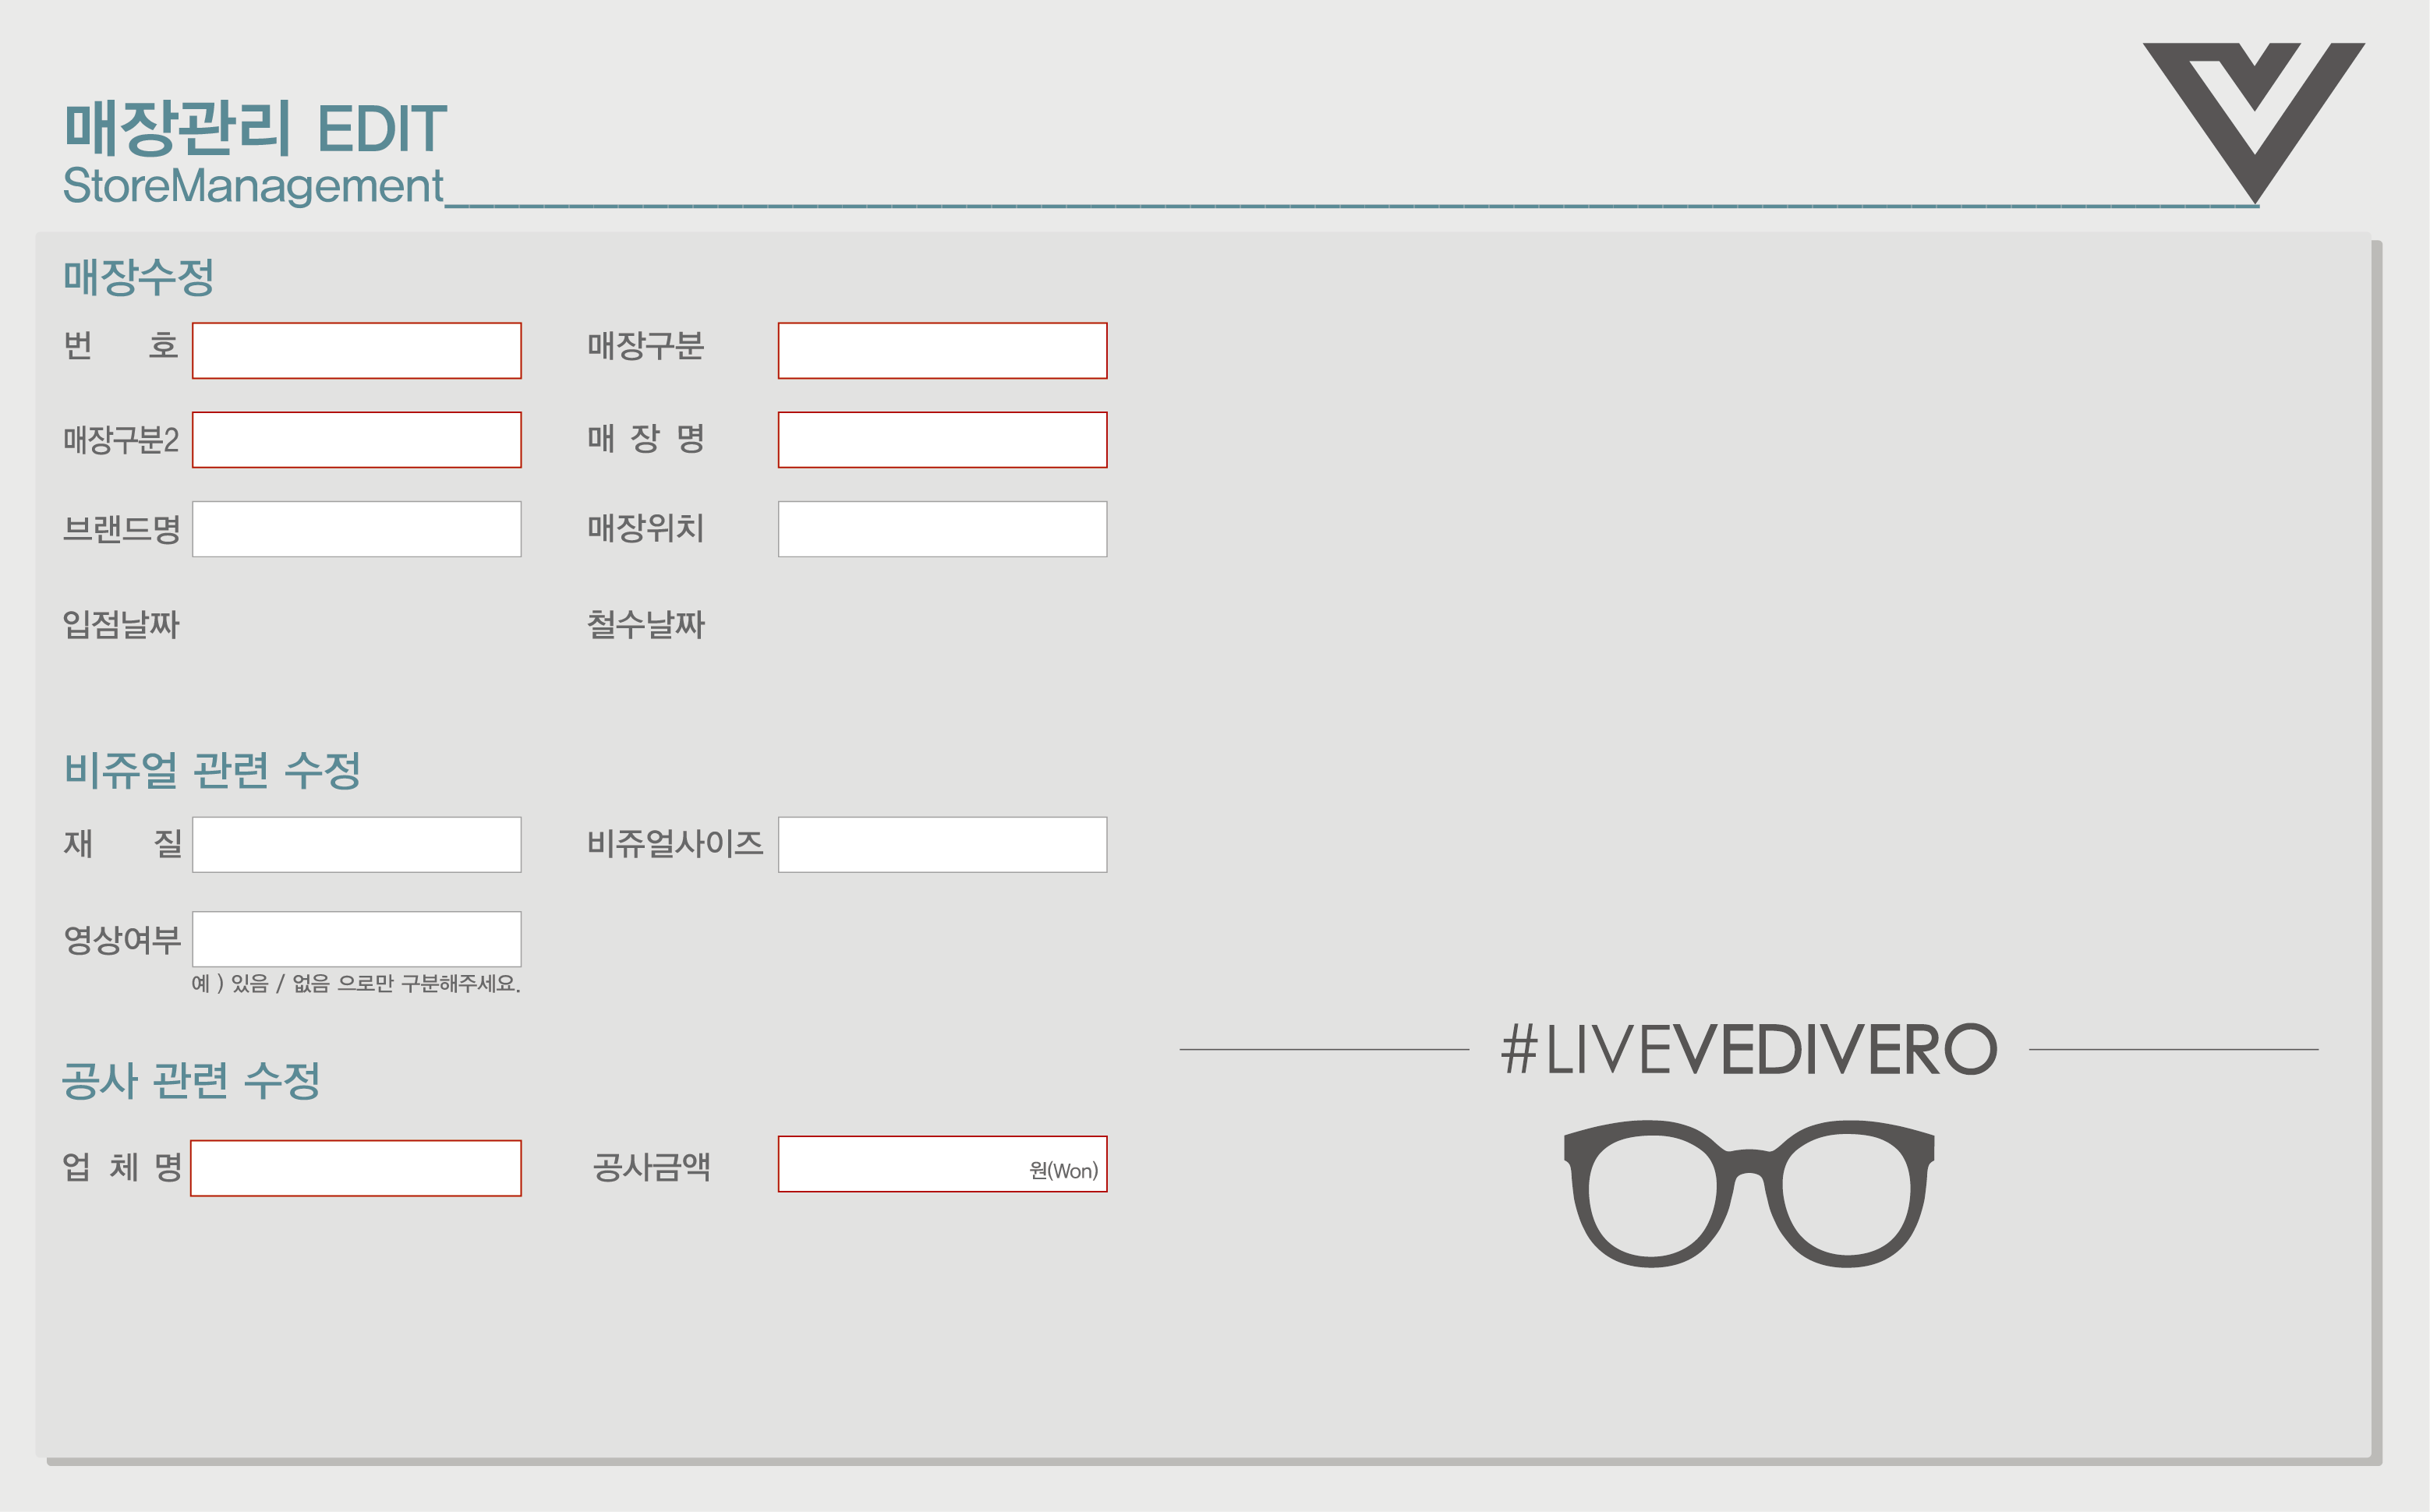 매장관리 EDIT
StoreManagement
매장수정
번 호
매장구분
매장구분2
매 장 명
브랜드명
매장위치
입점날짜
철수날짜
비쥬얼 관련 수정
재 질
비쥬얼사이즈
영상여부
예 ) 있음 / 없음 으로만 구분해주세요.
공사 관련 수정
업 체 명
공사금액
원(Won)
#LIVEVEDIVERO